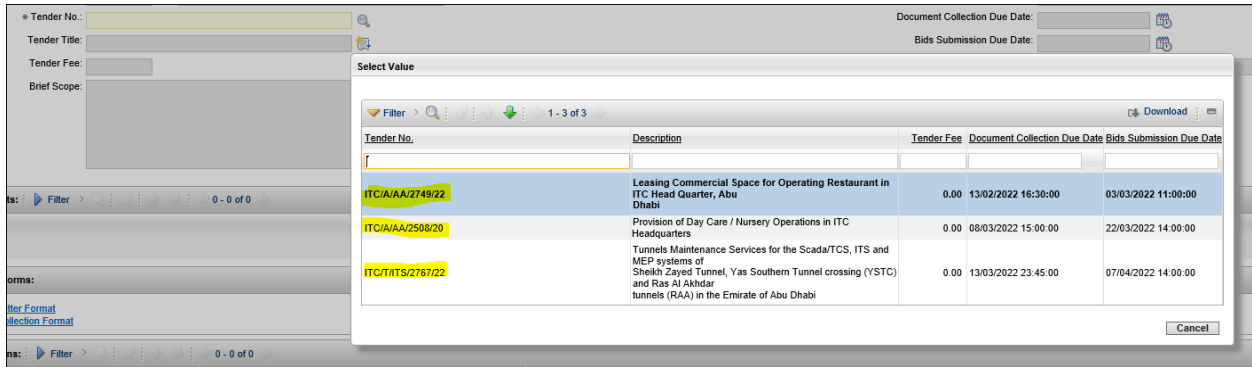 Tender No.:
Document Collection Due Date:
Tender Title:
Bids Submission Due Date:
Tender Fee:
Select Value
Brief Scope:
Filter 1 - 3 of 3 Download
Tender No. Description Tender Fee Document Collection Due Date Bids Submission Due Date
Leasing Commercial Space for Operating Restaurant in
ITC/A/AA/2749/22 ITC Head Quarter, Abu 0.00 13/02/2022 16:30:00 03/03/2022 11:00:00
Dhabi
ts: Filter 0 - 0 of 0
ITC/A/AA/2508/20 Provision of Day Care / Nursery Operations in ITC 0.00 08/03/2022 15:00:00 22/03/2022 14:00:00
Headquarters
Tunnels Maintenance Services for the Scada/TCS, ITS and
MEP systems of
ITC/T/ITS/2767/22 Sheikh Zayed Tunnel, Yas Southern Tunnel crossing (YSTC) 0.00 13/03/2022 23:45:00 07/04/2022 14:00:00
and Ras Al Akhdar
tunnels (RAA) in the Emirate of Abu Dhabi
orms:
tter Format
ollection Format
Cancel
ns: Filter 0 - 0 of 0